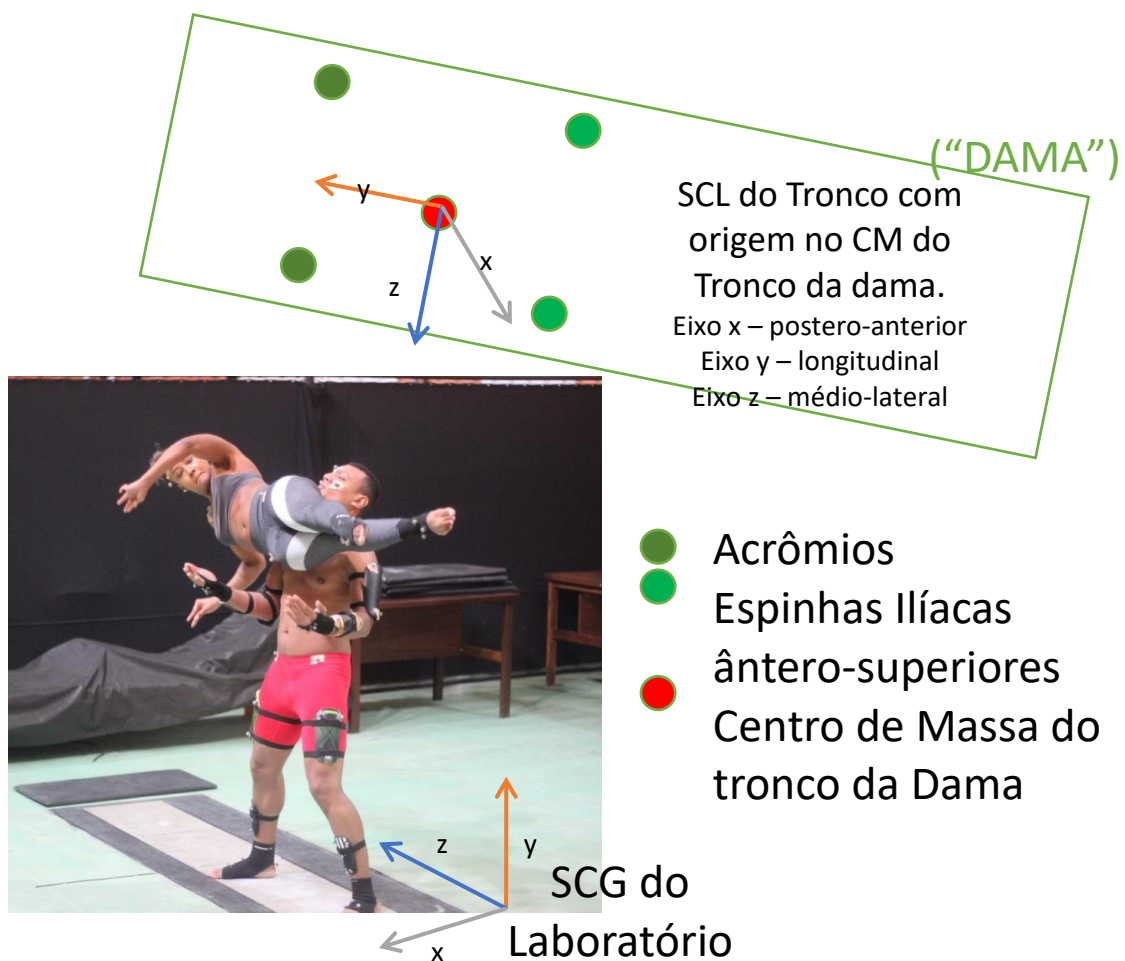 (“DAMA”)
SCL do Tronco com
origem no CM do
Tronco da dama.
Eixo x – postero-anterior
Eixo y – longitudinal
Eixo z – médio-lateral
y
x
z
Acrômios
Espinhas Ilíacas
ântero-superiores
Centro de Massa do
tronco da Dama
z
y
x
SCG do
Laboratório